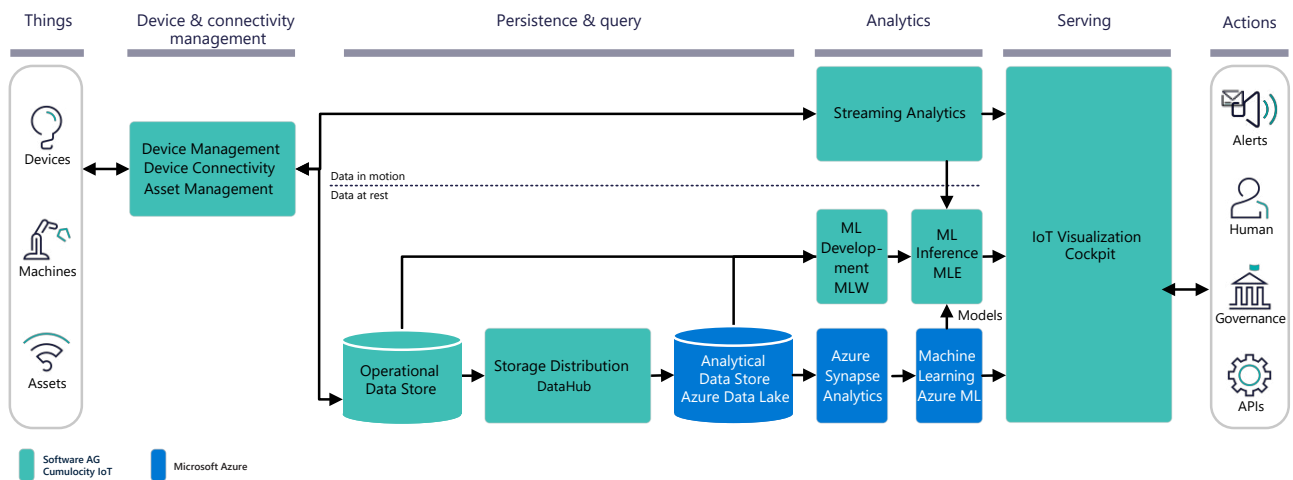 Things
Device & connectivity
management
Persistence & query
Analytics
Serving
Actions
Devices
Machines
Assets
Device Management
Device Connectivity
Asset Management
Data in motion
Data at rest
Streaming Analytics
ML
Develop-
ment
MLW
ML
Inference
MLE
Models
Operational
Data Store
Storage Distribution
DataHub
Analytical
Data Store
Azure Data Lake
Azure
Synapse
Analytics
Machine
Learning
Azure ML
IoT Visualization
Cockpit
Alerts
Human
Governance
APIs
Software AG
Cumulocity IoT
Microsoft Azure